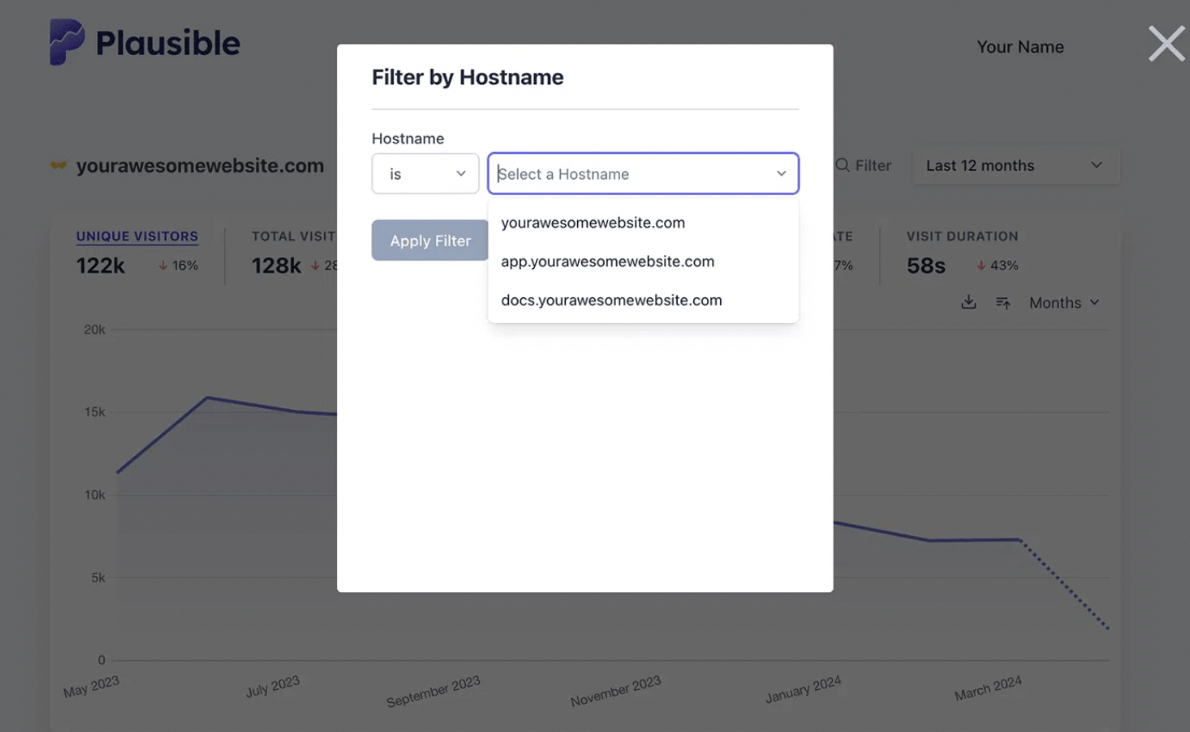 Plausible
Your Name
Filter by Hostname
Hostname
yourawesomewebsite.com
is
Select a Hostname
Filter
Last 12 months
yourawesomewebsite.com
Apply Filter
app.yourawesomewebsite.com
docs.yourawesomewebsite.com
UNIQUE VISITORS
TOTAL
ATE
VISIT DURATION
122k
16%
128k
28
7%
58s
43%
Months
20k
15k
10k
5k
0
May 2023
July 2023
September 2023
November 2023
January 2024
March 2024